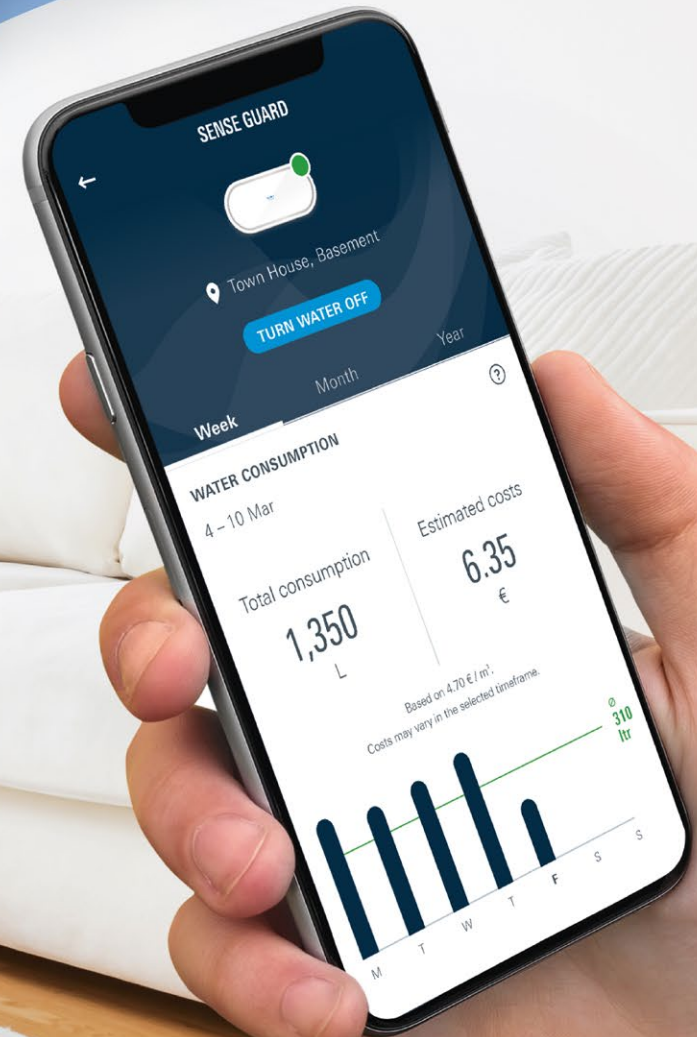 SENSE GUARD
Town House, Basement
TURN WATER OFF
Week
Month
Year
?
WATER CONSUMPTION
4 – 10 Mar
Total consumption
1,350
L
Estimated costs
6.35
€
Based on 4.70 € / m³.
Costs may vary in the selected timeframe.
Ø
310
ltr
M T W T F S S